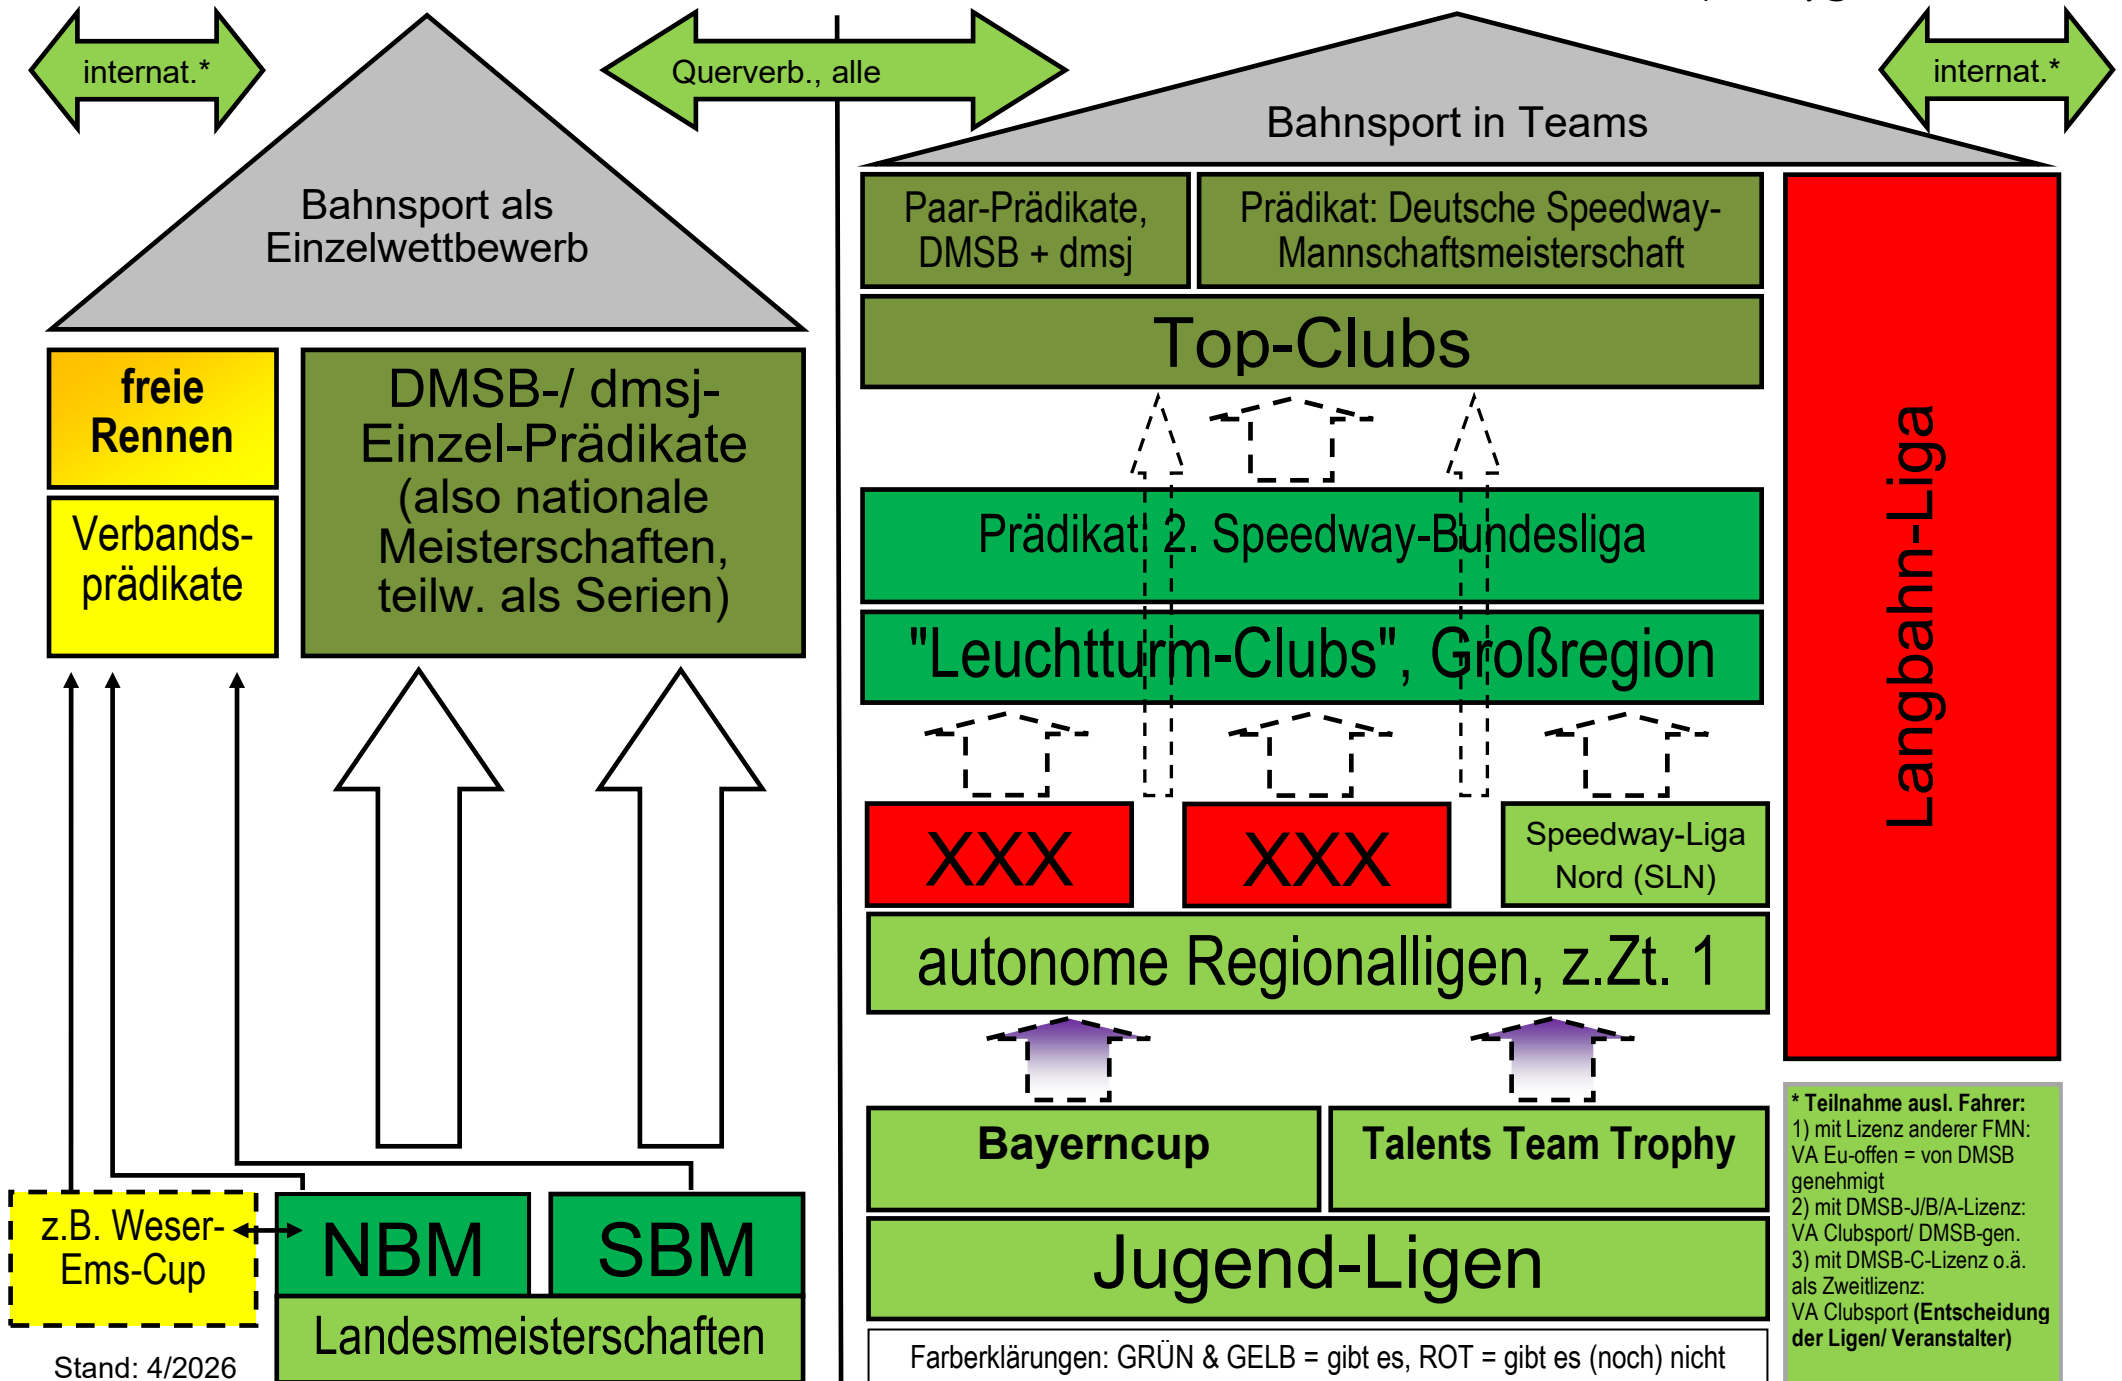 internat.*
Querverb., alle
internat.*
Bahnsport als
Einzelwettbewerb
freie
Rennen
Verbands-
prädikate
DMSB-/ dmsj-
Einzel-Prädikate
(also nationale
Meisterschaften,
teilw. als Serien)
z.B. Weser-
Ems-Cup
NBM
SBM
Landesmeisterschaften
Stand: 4/2026
Bahnsport in Teams
Paar-Prädikate,
DMSB + dmsj
Prädikat: Deutsche Speedway-
Mannschaftsmeisterschaft
Top-Clubs
Prädikat: 2. Speedway-Bundesliga
"Leuchtturm-Clubs", Großregion
XXX
XXX
Speedway-Liga
Nord (SLN)
autonome Regionalligen, z.Zt. 1
Bayerncup
Talents Team Trophy
Jugend-Ligen
Farberklärungen: GRÜN & GELB = gibt es, ROT = gibt es (noch) nicht
Langbahn-Liga
* Teilnahme ausl. Fahrer:
1) mit Lizenz anderer FMN:
VA Eu-offen = von DMSB
genehmigt
2) mit DMSB-J/B/A-Lizenz:
VA Clubsport/ DMSB-gen.
3) mit DMSB-C-Lizenz o.ä.
als Zweitlizenz:
VA Clubsport (Entscheidung
der Ligen/ Veranstalter)